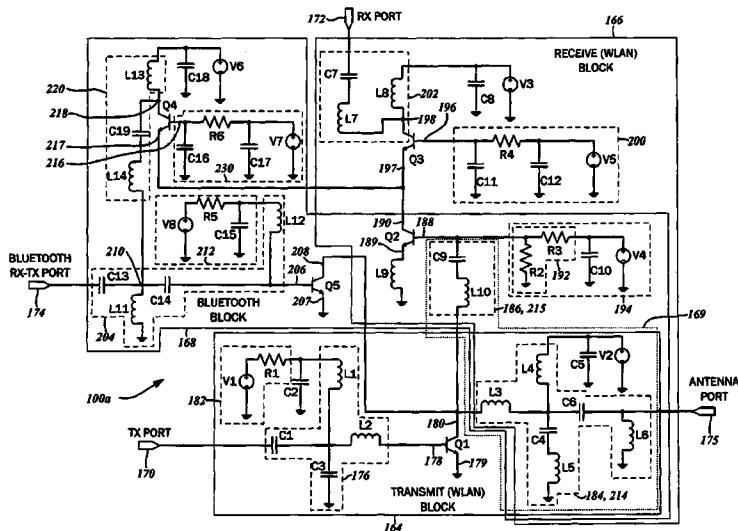 172
RX PORT
166
RECEIVE (WLAN)
BLOCK
220
L13
C18
V6
218
Q4
C19
217
216
R6
V7
C16
C17
L14
230
C7
L8
202
C8
V3
198
196
L7
Q3
R4
200
197
C11
C12
V5
V8
R5
C15
L12
212
190
188
Q2
189
L9
C9
L10
R2
R3
192
C10
V4
194
186, 215
169
BLUETOOTH
RX-TX PORT
174
210
C13
C14
206
208
Q5
207
L11
204
BLUETOOTH
BLOCK
168
100a
182
V1
R1
C2
L1
L2
C1
C3
176
TX PORT
170
180
178
Q1
179
TRANSMIT (WLAN)
BLOCK
164
L3
L4
C5
V2
C6
C4
L5
L6
184, 214
ANTENNA
PORT
175